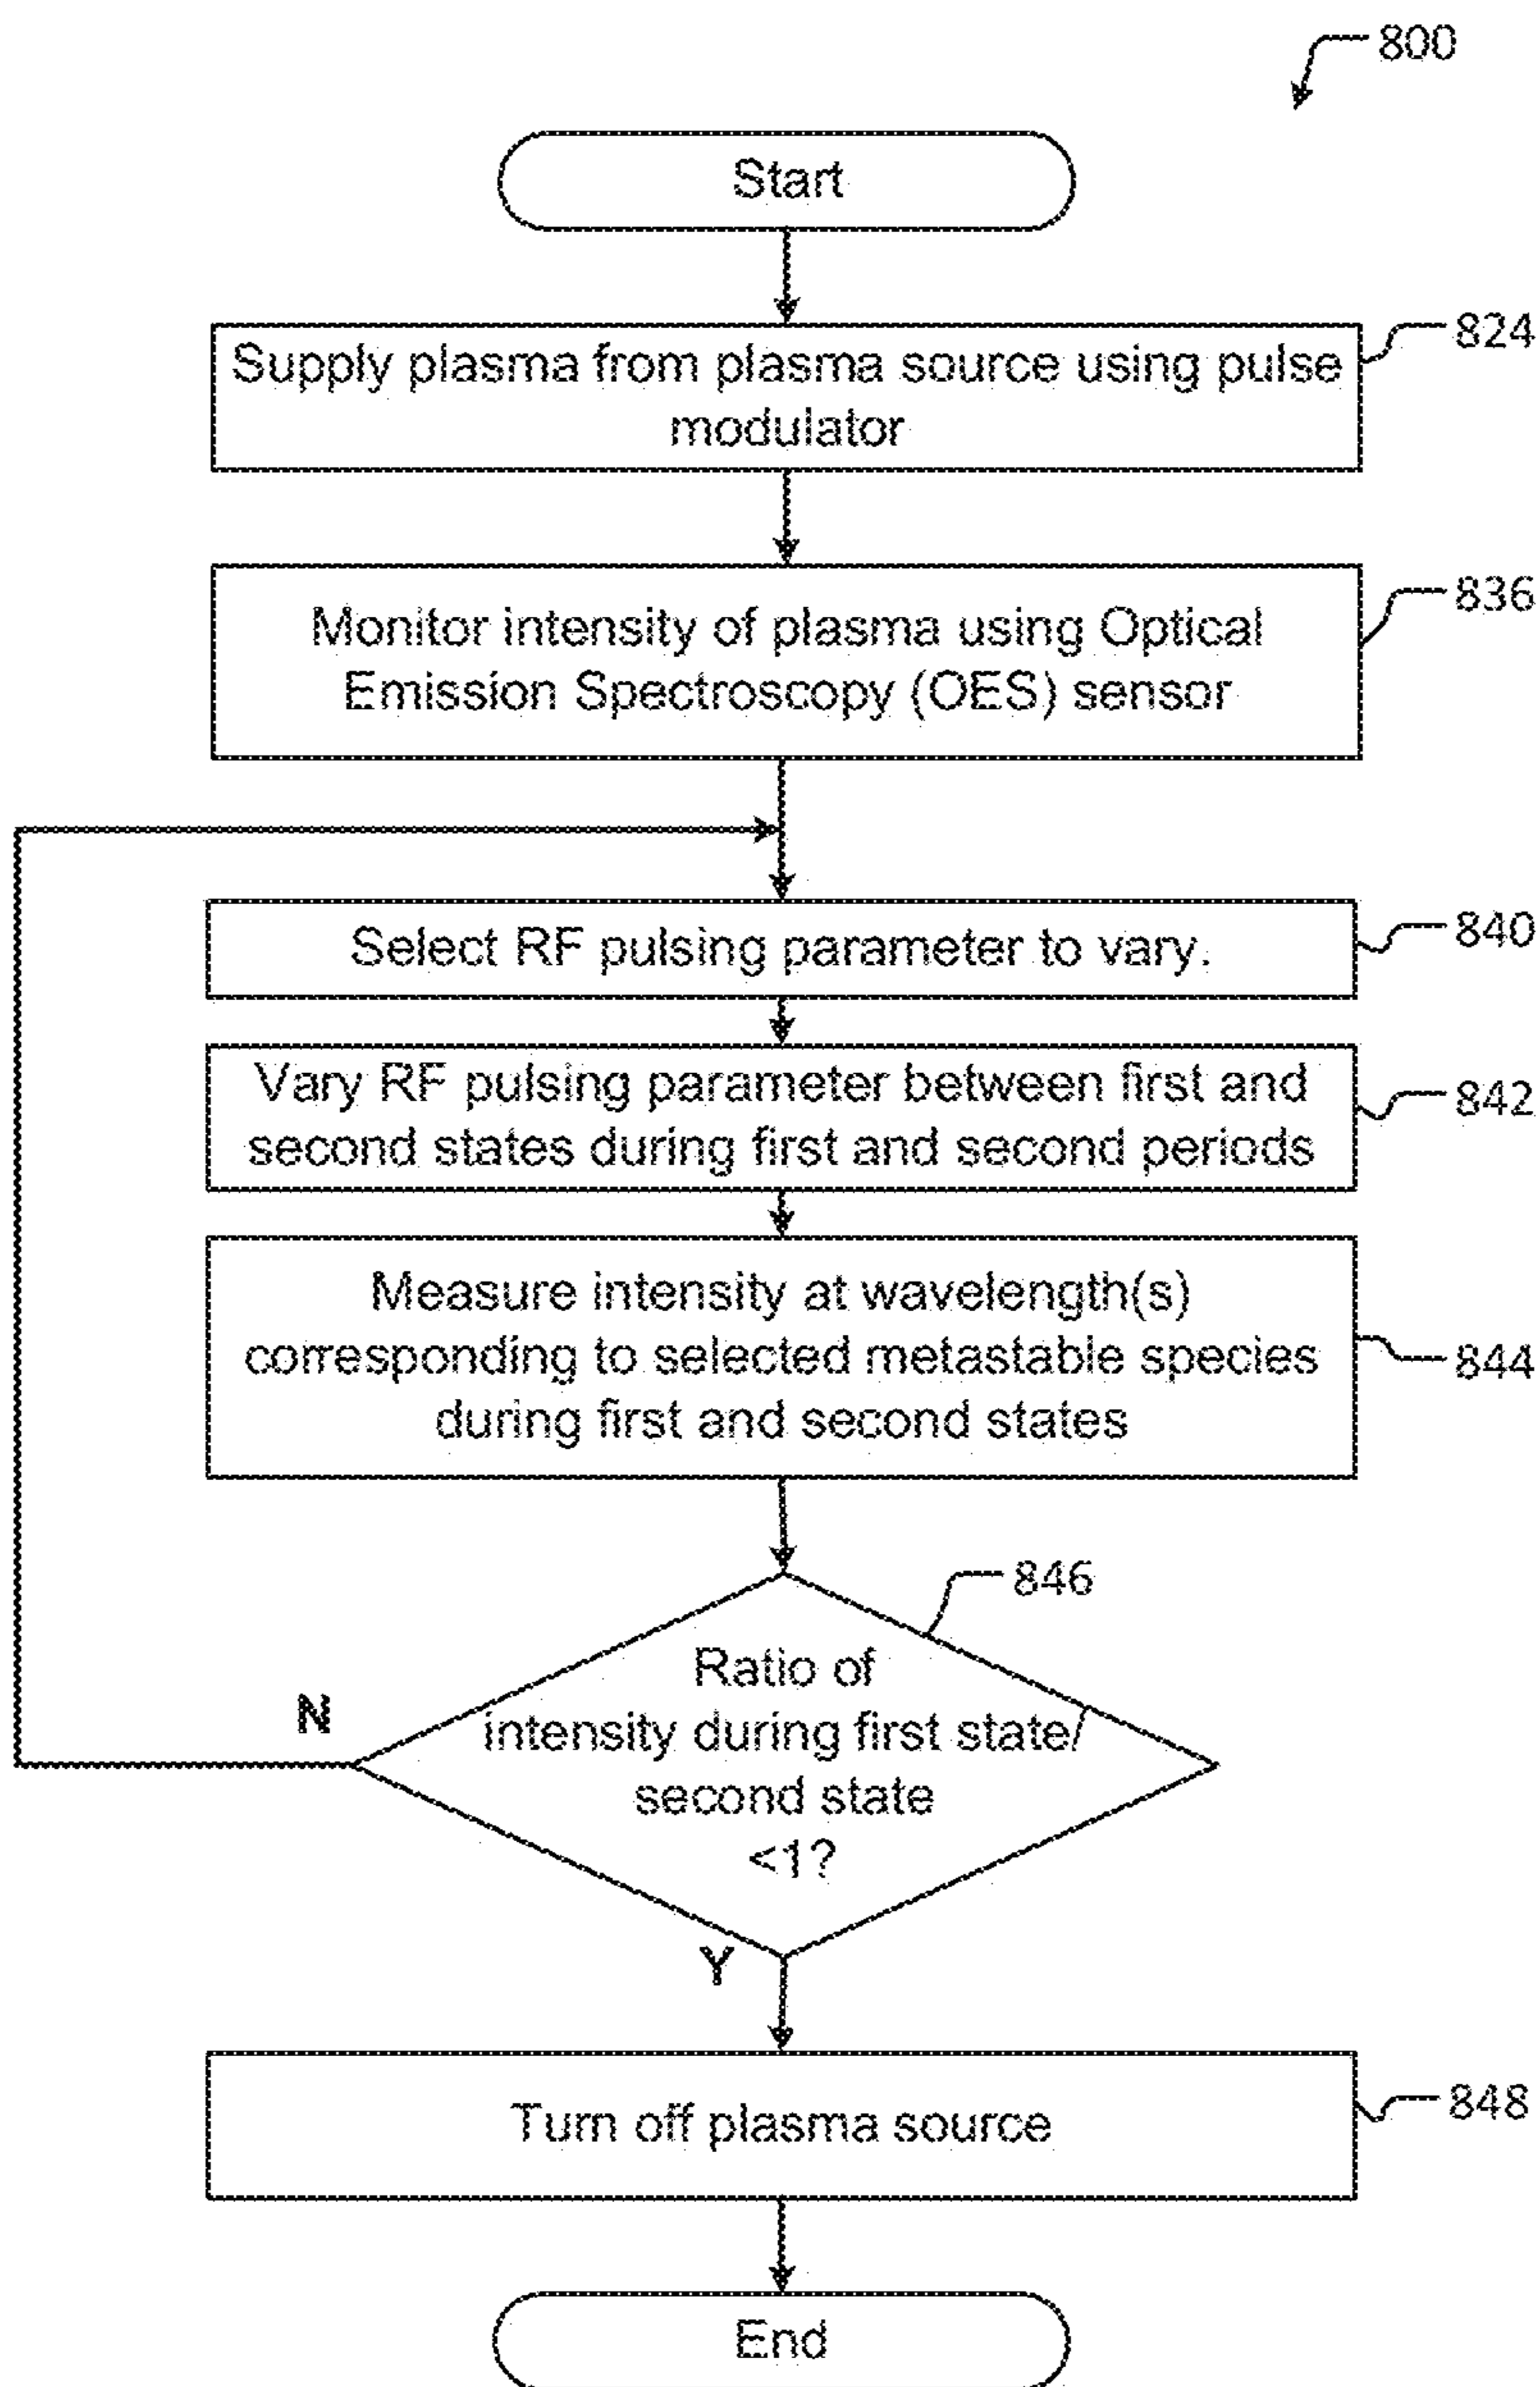 800
Start
824
Supply plasma from plasma source using pulse
modulator
836
Monitor intensity of plasma using Optical
Emission Spectroscopy (OES) sensor
Select RF pulsing parameter to vary.
840
Vary RF pulsing parameter between first and
second states during first and second periods
842
Measure intensity at wavelength(s)
corresponding to selected metastable species
during first and second states
844
846
Ratio of
intensity during first state/
second state
<1?
N
Y
Turn off plasma source
848
End